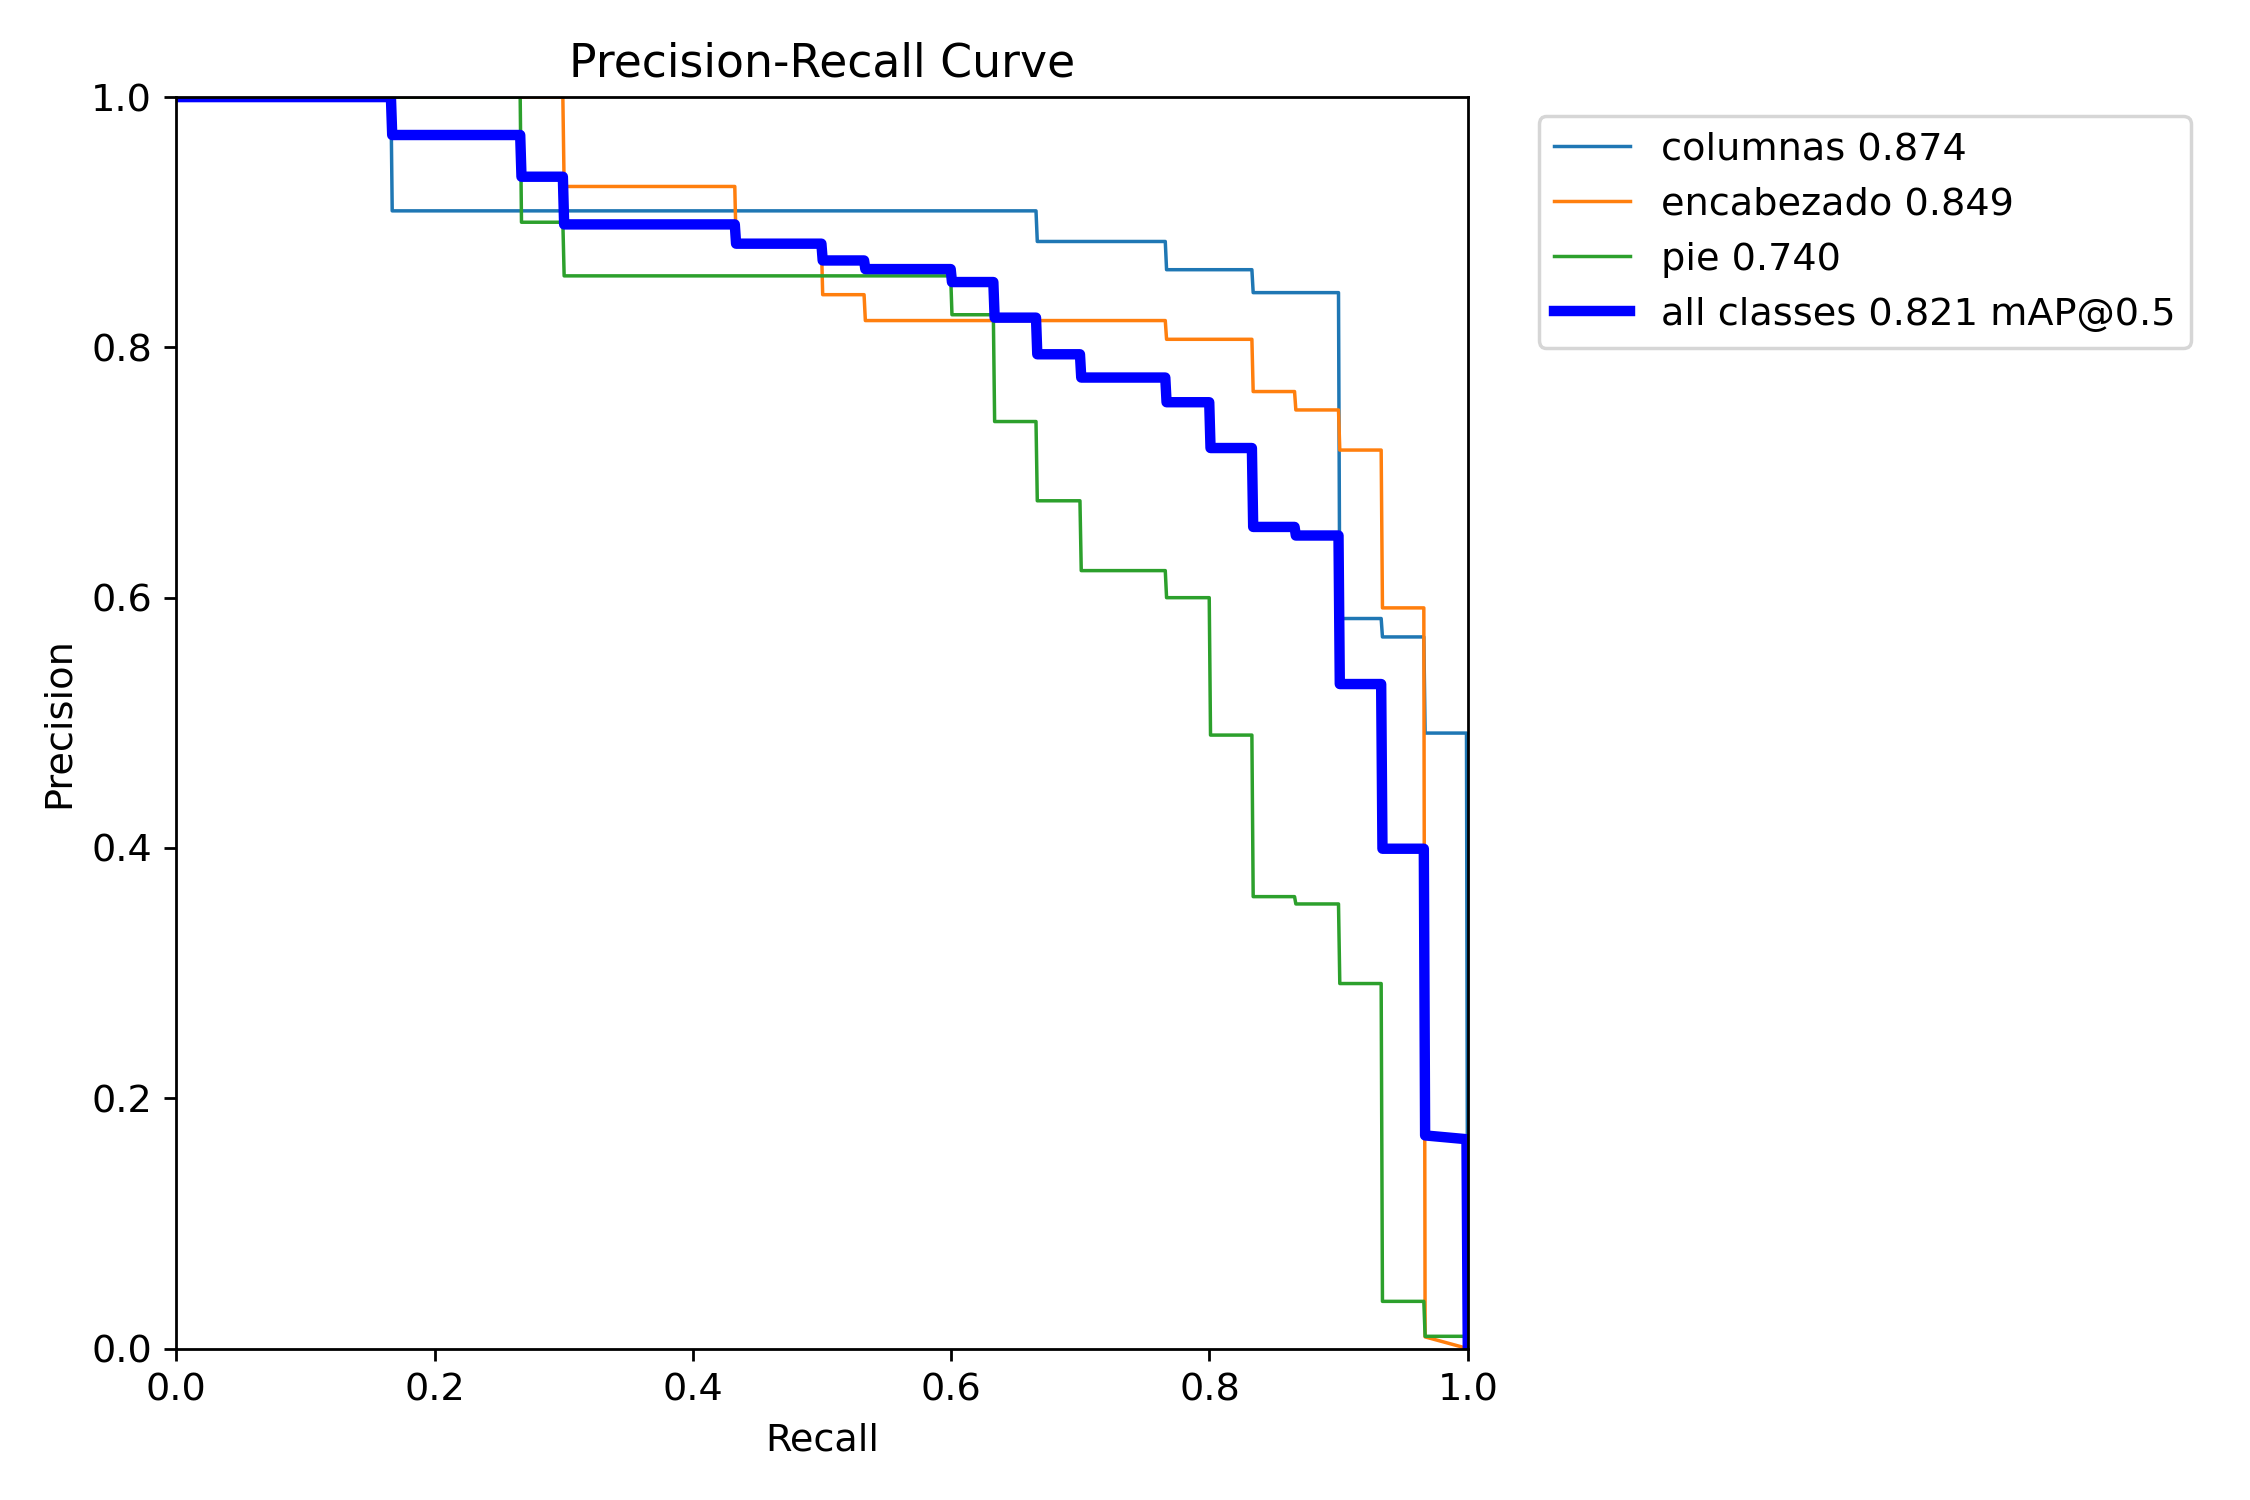 Precision-Recall Curve
columnas 0.874
encabezado 0.849
pie 0.740
all classes 0.821 mAP@0.5
Precision
1.0
0.8
0.6
0.4
0.2
0.0
0.0 0.2 0.4 0.6 0.8 1.0
Recall